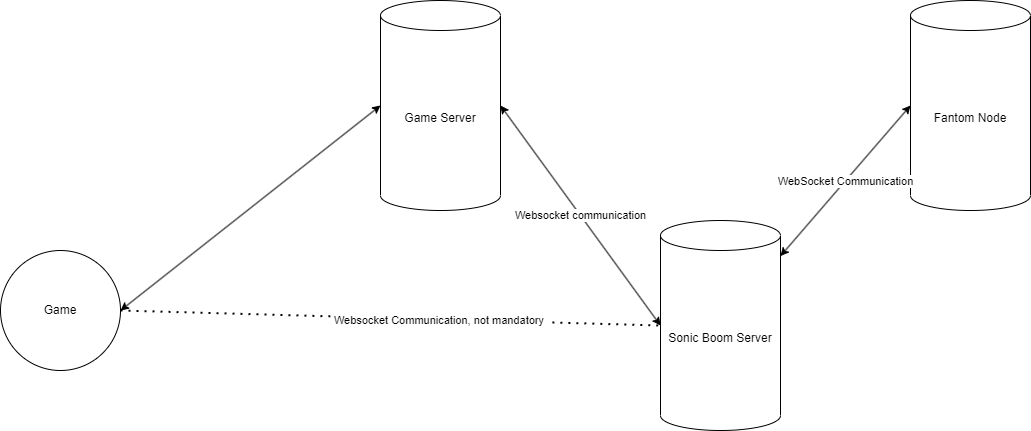 Game Server
Fantom Node
WebSocket Communication
Websocket communication
Game
Websocket Communication, not mandatory
Sonic Boom Server